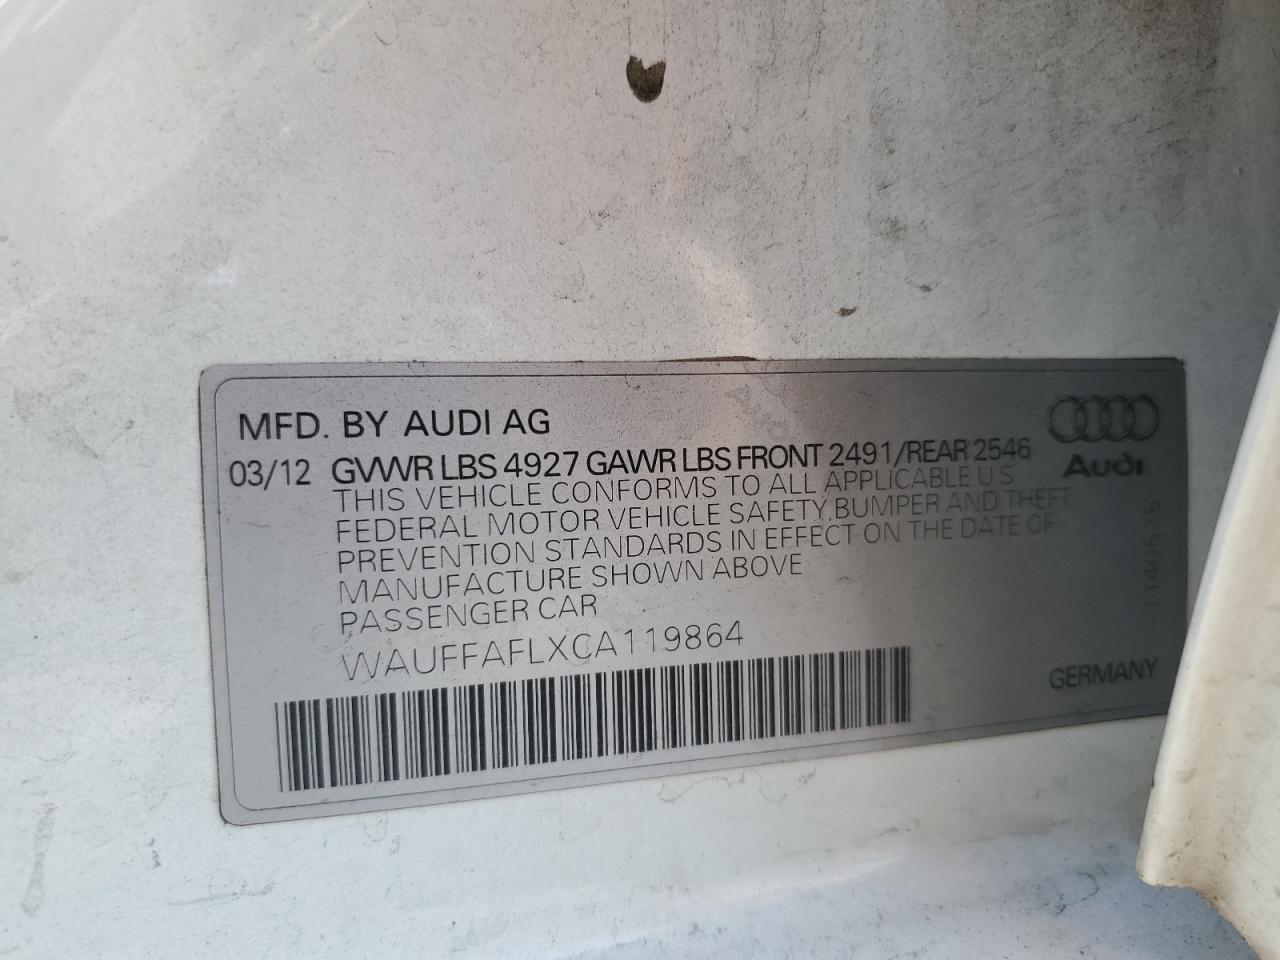 MFD. BY AUDI AG
03/12 GVWR LBS 4927 GAWR LBS FRONT 2491/REAR 2546
THIS VEHICLE CONFORMS TO ALL APPLICABLE U S
FEDERAL MOTOR VEHICLE SAFETY, BUMPER AND THEFT
PREVENTION STANDARDS IN EFFECT ON THE DATE OF
MANUFACTURE SHOWN ABOVE
PASSENGER CAR
WAUFFAFLXCA119864
Audi
GERMANY